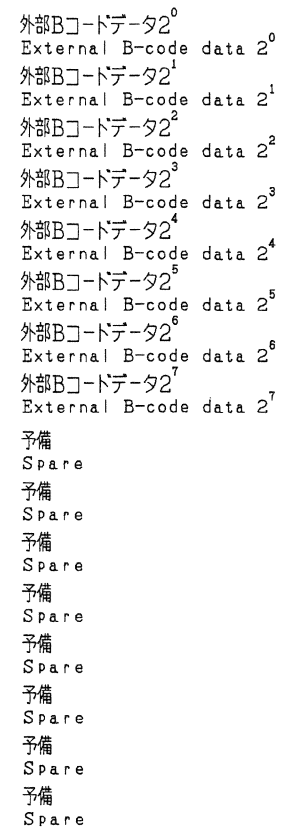 外部Bコードデータ2⁰
External B-code data 2⁰
外部Bコードデータ2¹
External B-code data 2¹
外部Bコードデータ2²
External B-code data 2²
外部Bコードデータ2³
External B-code data 2³
外部Bコードデータ2⁴
External B-code data 2⁴
外部Bコードデータ2⁵
External B-code data 2⁵
外部Bコードデータ2⁶
External B-code data 2⁶
外部Bコードデータ2⁷
External B-code data 2⁷
予備
Spare
予備
Spare
予備
Spare
予備
Spare
予備
Spare
予備
Spare
予備
Spare
予備
Spare